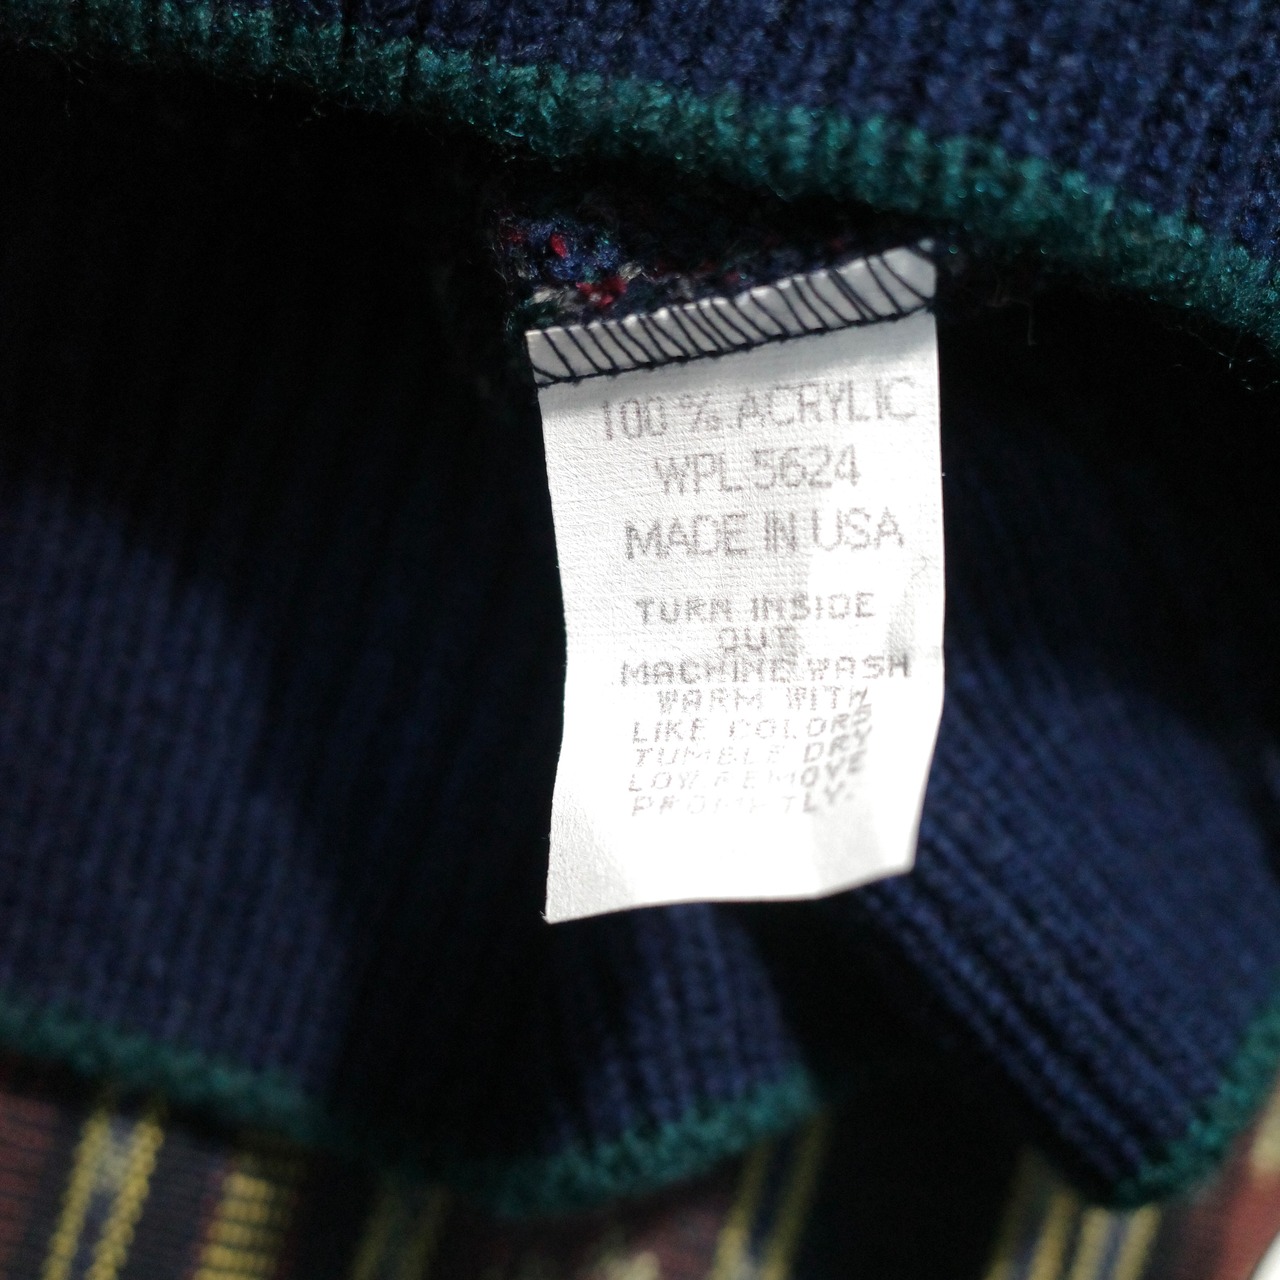 100 % ACRYLIC
WPL 5624
MADE IN USA
TURN INSIDE
OUT
MACHINE WASH
WARM WITH
LIKE COLORS
TUMBLE DRY
LOW REMOVE
PROMPTLY.